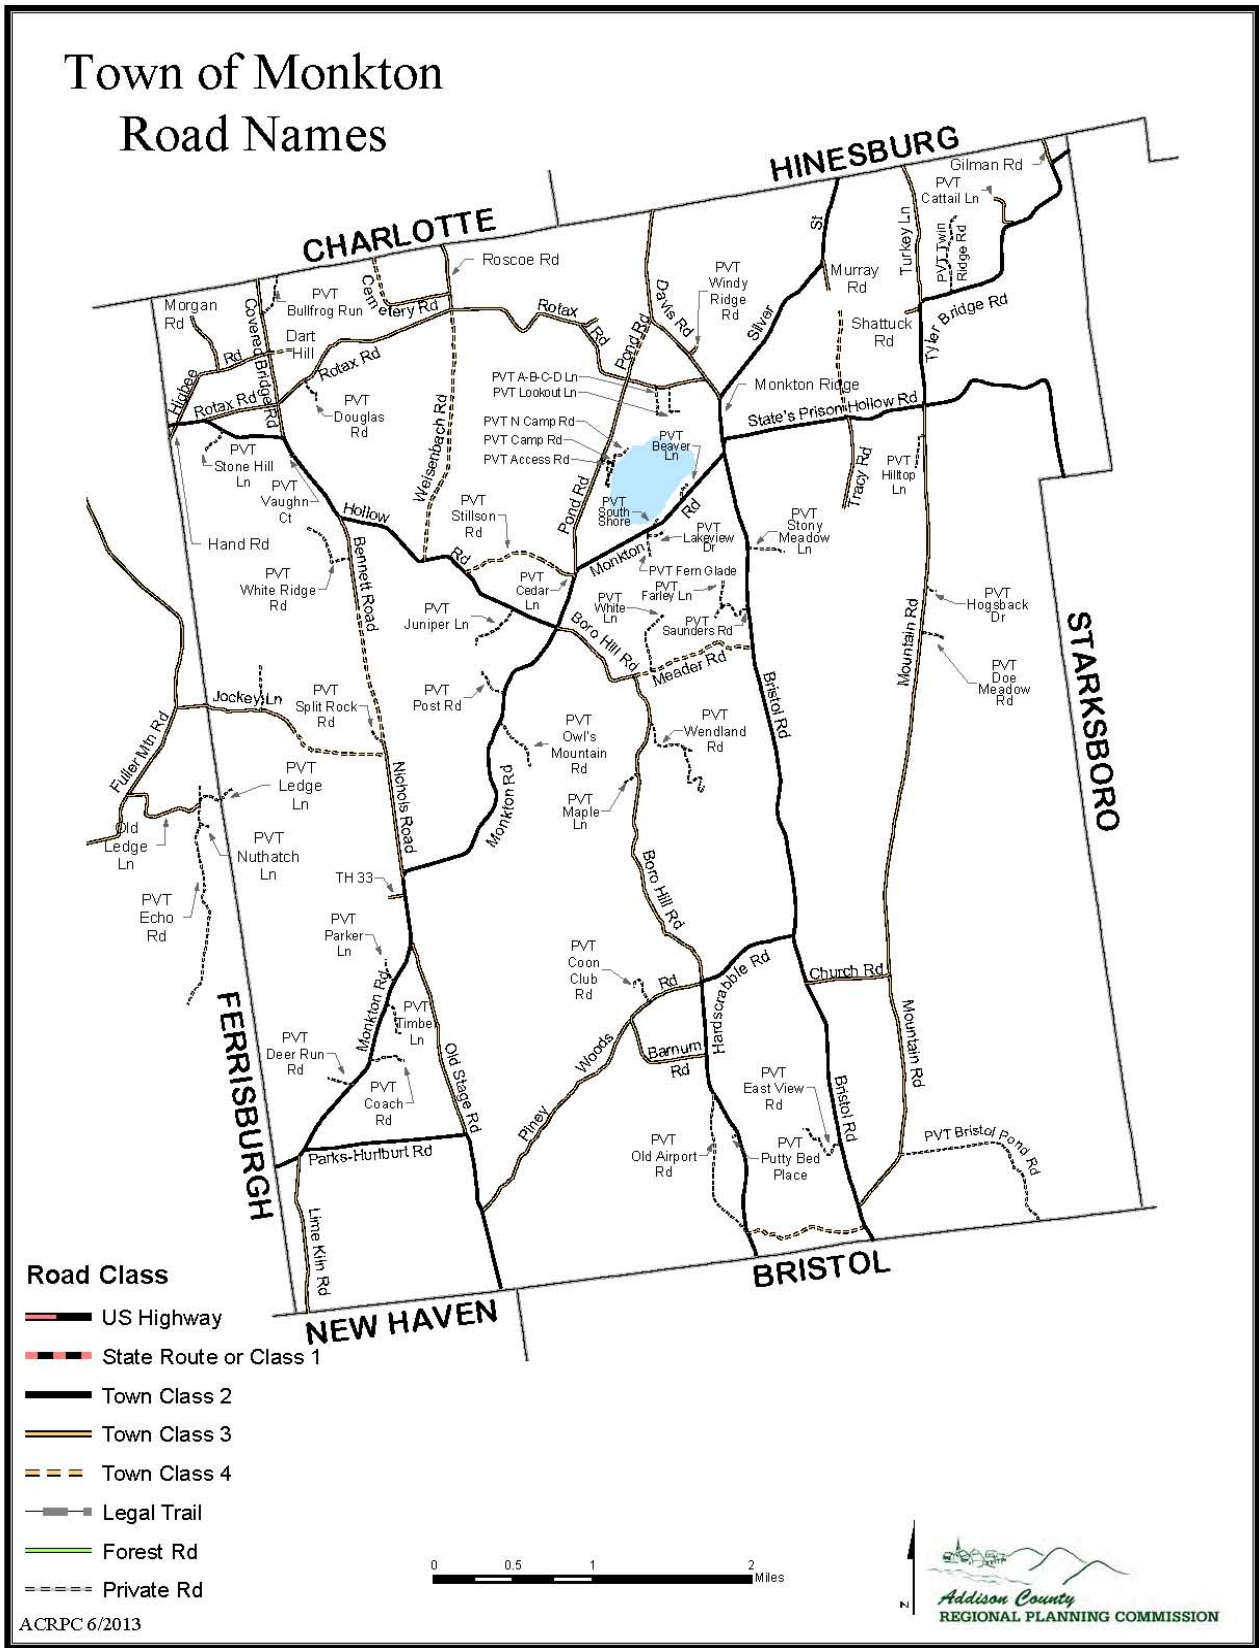 Town of Monkton
Road Names
HINESBURG
CHARLOTTE
Gilman Rd
PVT
Cattail Ln
Turkey Ln
PVT Twin
Ridge Rd
St
Roscoe Rd
Murray
Rd
PVT
Windy
Ridge
Rd
Davis Rd
Morgan
Rd
Covered Bridge Rd
PVT
Bullfrog Run
Cemetery Rd
Rotax
Rd
Pond Rd
Silver
Shattuck
Rd
Tyler Bridge Rd
Dart
Hill
Rd
Higbee
Rotax Rd
Rotax Rd
PVT A-B-C-D Ln
PVT Lookout Ln
Monkton Ridge
State's Prison Hollow Rd
PVT
Douglas
Rd
Weisenbach Rd
PVT N Camp Rd
PVT Camp Rd
PVT Access Rd
PVT
Beaver
Ln
PVT
Stone Hill
Ln
PVT
Vaughn
Ct
Tracy Rd
PVT
Hilltop
Ln
Hollow
Rd
PVT
Stillson
Rd
Pond Rd
PVT
South
Shore
Rd
Monkton
PVT
Lakeview
Dr
PVT
Stony
Meadow
Ln
Hand Rd
Bennett Road
PVT
White Ridge
Rd
PVT
Cedar
Ln
PVT Fern Glade
PVT
Farley Ln
PVT
White
Ln
PVT
Saunders Rd
PVT
Juniper Ln
Boro Hill Rd
Meader Rd
Mountain Rd
PVT
Hogsback
Dr
PVT
Doe
Meadow
Rd
STARKSBORO
Jockey Ln
PVT
Split Rock
Rd
PVT
Post Rd
Bristol Rd
PVT
Owl's
Mountain
Rd
PVT
Wendland
Rd
Fuller Mtn Rd
Nichols Road
Monkton Rd
PVT
Ledge
Ln
PVT
Maple
Ln
Old
Ledge
Ln
PVT
Nuthatch
Ln
Boro Hill Rd
TH 33
PVT
Echo
Rd
PVT
Parker
Ln
PVT
Coon
Club
Rd
Rd
Hardscrabble Rd
Church Rd
FERRISBURGH
Monkton Rd
PVT
Timber
Ln
Mountain Rd
PVT
Deer Run
Rd
Old Stage Rd
Woods
Barnum
Rd
PVT
Coach
Rd
PVT
East View
Rd
Bristol Rd
Piney
Parks-Hurlburt Rd
PVT
Old Airport
Rd
PVT
Putty Bed
Place
PVT Bristol Pond Rd
Lime Kiln Rd
BRISTOL
NEW HAVEN
Road Class
US Highway
State Route or Class 1
Town Class 2
Town Class 3
Town Class 4
Legal Trail
Forest Rd
Private Rd
ACRPC 6/2013
0 0.5 1 2
Miles
N
Addison County
REGIONAL PLANNING COMMISSION